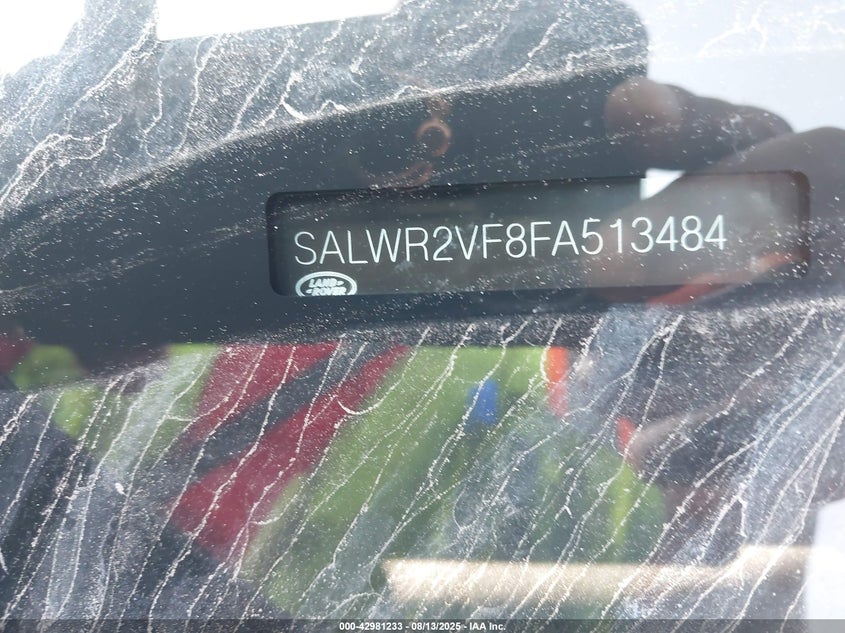 SALWR2VF8FA513484
LAND-
-ROVER
000-42981233 - 08/13/2025 - IAA Inc.